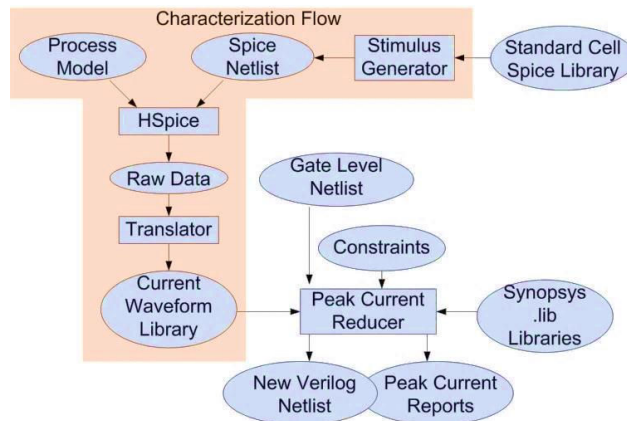 Characterization Flow
Process
Model
Spice
Netlist
Stimulus
Generator
Standard Cell
Spice Library
HSpice
Raw Data
Translator
Current
Waveform
Library
Gate Level
Netlist
Constraints
Peak Current
Reducer
Synopsys
.lib
Libraries
New Verilog
Netlist
Peak Current
Reports